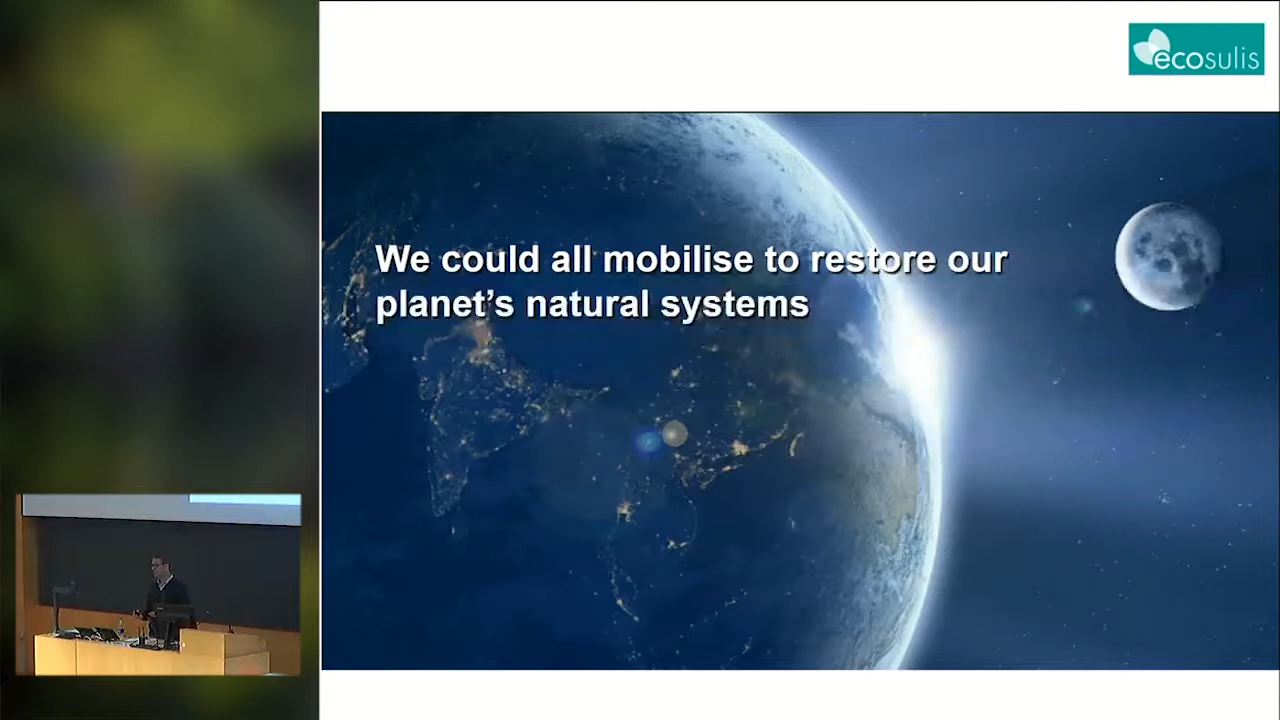 ecosulis
We could all mobilise to restore our
planet’s natural systems